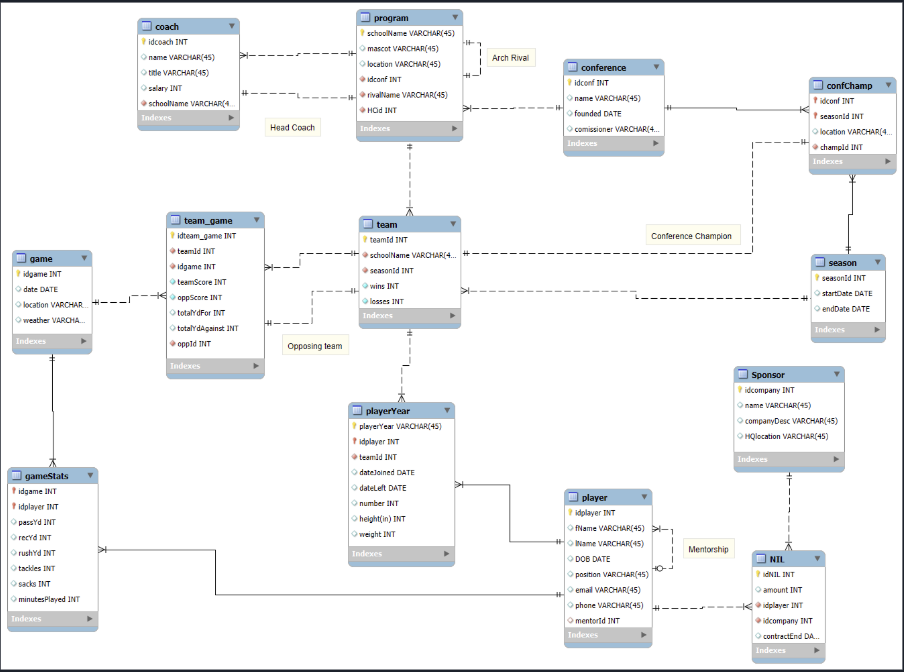 coach
idcoach INT
name VARCHAR(45)
title VARCHAR(45)
salary INT
schoolName VARCHAR(4...
Indexes
program
schoolName VARCHAR(45)
mascot VARCHAR(45)
location VARCHAR(45)
idconf INT
rivalName VARCHAR(45)
HCId INT
Indexes
Arch Rival
Head Coach
conference
idconf INT
name VARCHAR(45)
founded DATE
comissioner VARCHAR(4...
Indexes
confChamp
idconf INT
seasonId INT
location VARCHAR(4...
champId INT
Indexes
team_game
idteam_game INT
teamId INT
idgame INT
teamScore INT
oppScore INT
totalYdFor INT
totalYdAgainst INT
oppId INT
Indexes
team
teamId INT
schoolName VARCHAR(4...
seasonId INT
wins INT
losses INT
Indexes
Conference Champion
Opposing team
game
idgame INT
date DATE
location VARCHAR...
weather VARCHA...
Indexes
season
seasonId INT
startDate DATE
endDate DATE
Indexes
Sponsor
idcompany INT
name VARCHAR(45)
companyDesc VARCHAR(45)
HQlocation VARCHAR(45)
Indexes
playerYear
playerYear VARCHAR(45)
idplayer INT
teamId INT
dateJoined DATE
dateLeft DATE
number INT
height(in) INT
weight INT
Indexes
gameStats
idgame INT
idplayer INT
passYd INT
recYd INT
rushYd INT
tackles INT
sacks INT
minutesPlayed INT
Indexes
player
idplayer INT
fName VARCHAR(45)
lName VARCHAR(45)
DOB DATE
position VARCHAR(45)
email VARCHAR(45)
phone VARCHAR(45)
mentorId INT
Indexes
Mentorship
NIL
idNIL INT
amount INT
idplayer INT
idcompany INT
contractEnd DA...
Indexes